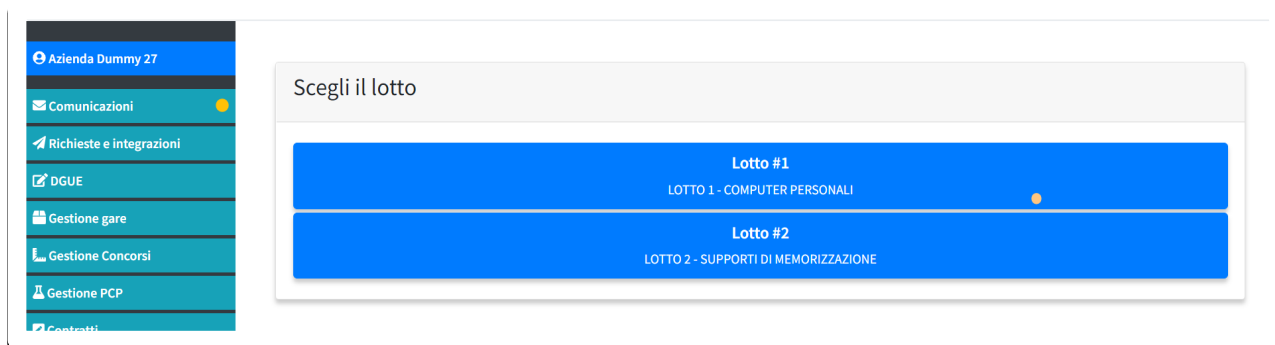 Azienda Dummy 27
Comunicazioni
Richieste e integrazioni
DGUE
Gestione gare
Gestione Concorsi
Gestione PCP
Contratti
Scegli il lotto
Lotto #1
LOTTO 1 - COMPUTER PERSONALI
Lotto #2
LOTTO 2 - SUPPORTI DI MEMORIZZAZIONE